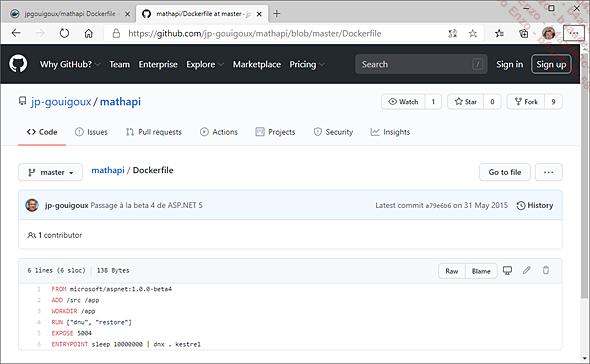 jpgouigoux/mathapi Dockerfile
mathapi/Dockerfile at master · jp-g
https://github.com/jp-gouigoux/mathapi/blob/master/Dockerfile
Why GitHub? Team Enterprise Explore Marketplace Pricing Search / Sign in Sign up
jp-gouigoux / mathapi Watch 1 Star 0 Fork 9
Code Issues Pull requests Actions Projects Security Insights
master mathapi / Dockerfile Go to file
jp-gouigoux Passage à la beta 4 de ASP.NET 5 Latest commit a79e6b6 on 31 May 2015 History
1 contributor
6 lines (6 sloc) 138 Bytes Raw Blame
1 FROM microsoft/aspnet:1.0.0-beta4
2 ADD /src /app
3 WORKDIR /app
4 RUN ["dnu", "restore"]
5 EXPOSE 5004
6 ENTRYPOINT sleep 10000000 | dnx . kestrel